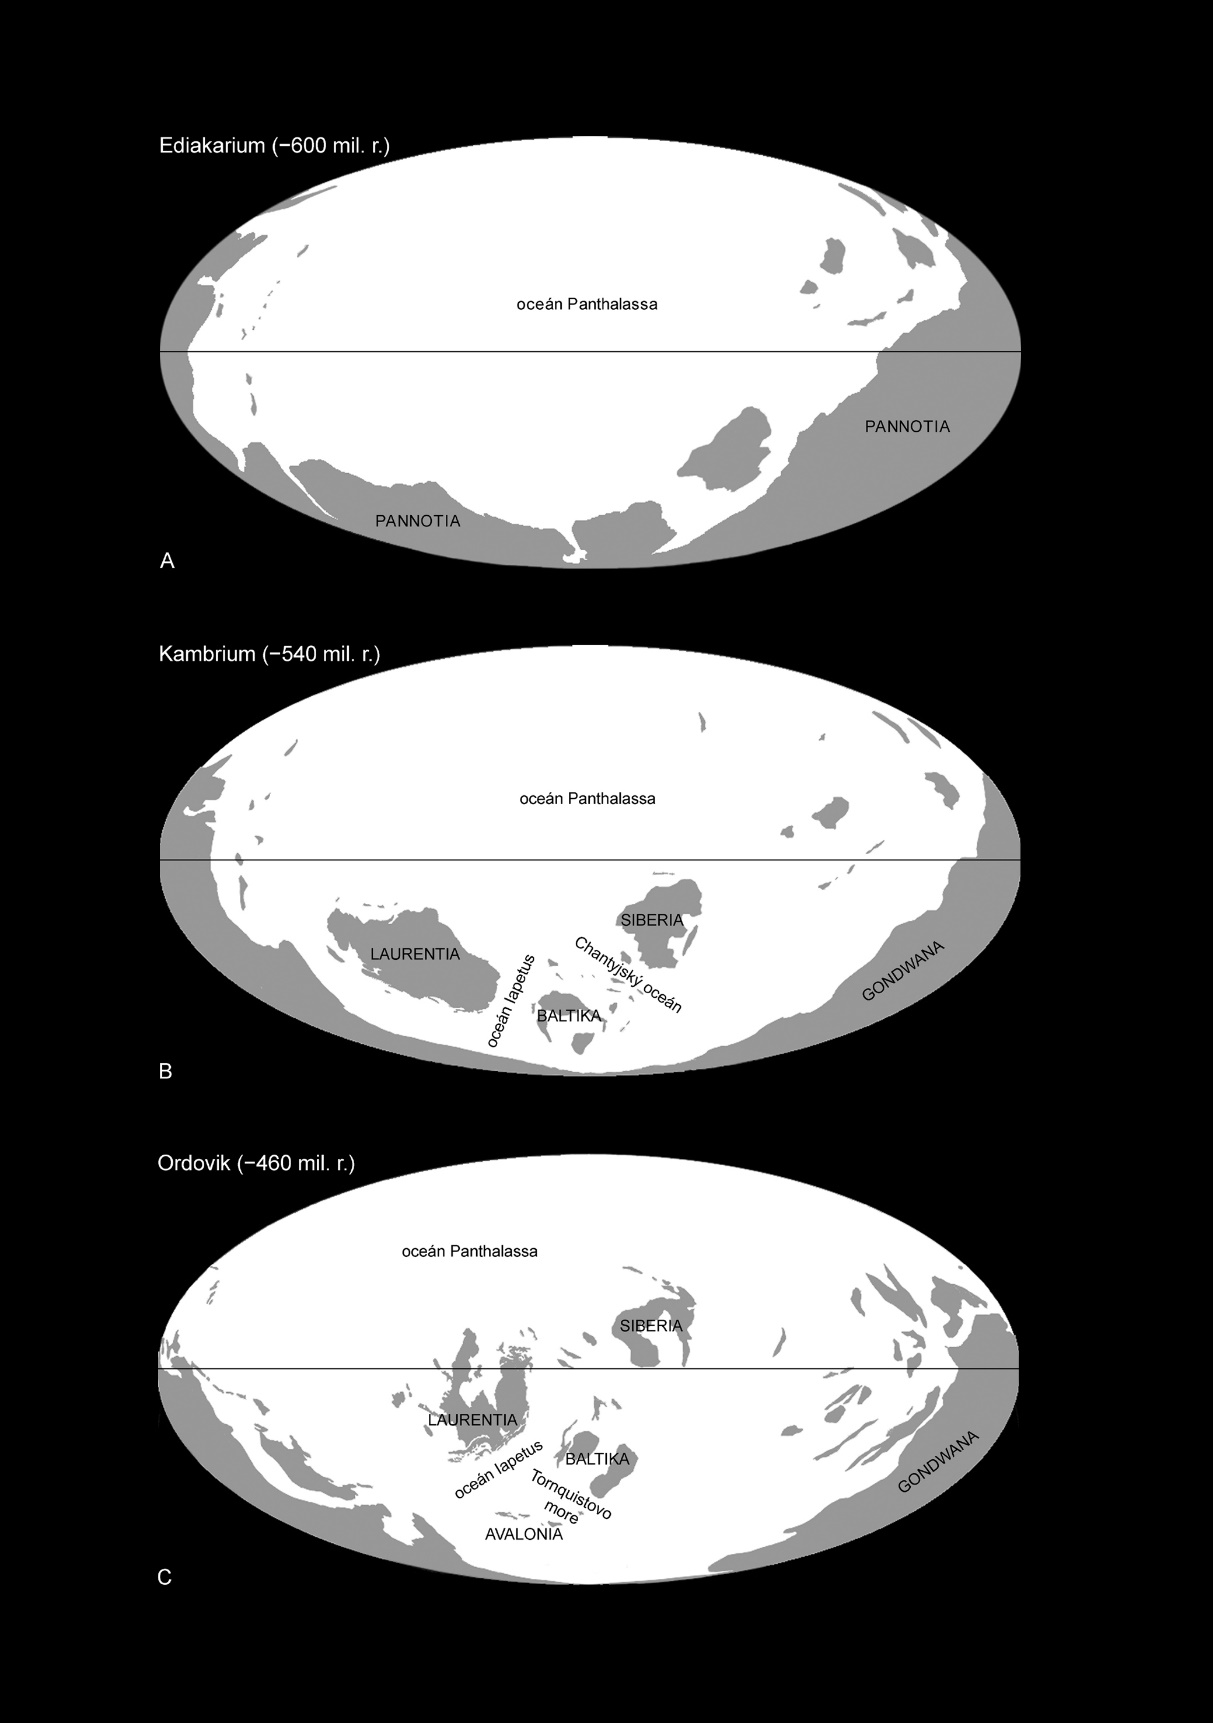 Ediakarium (−600 mil. r.)
oceán Panthalassa
PANNOTIA
PANNOTIA
A
Kambrium (−540 mil. r.)
oceán Panthalassa
SIBERIA
LAURENTIA
Chantyjský oceán
GONDWANA
oceán Iapetus
BALTIKA
B
Ordovik (−460 mil. r.)
oceán Panthalassa
SIBERIA
LAURENTIA
BALTIKA
GONDWANA
oceán Iapetus
Tornquistovo
more
AVALONIA
C